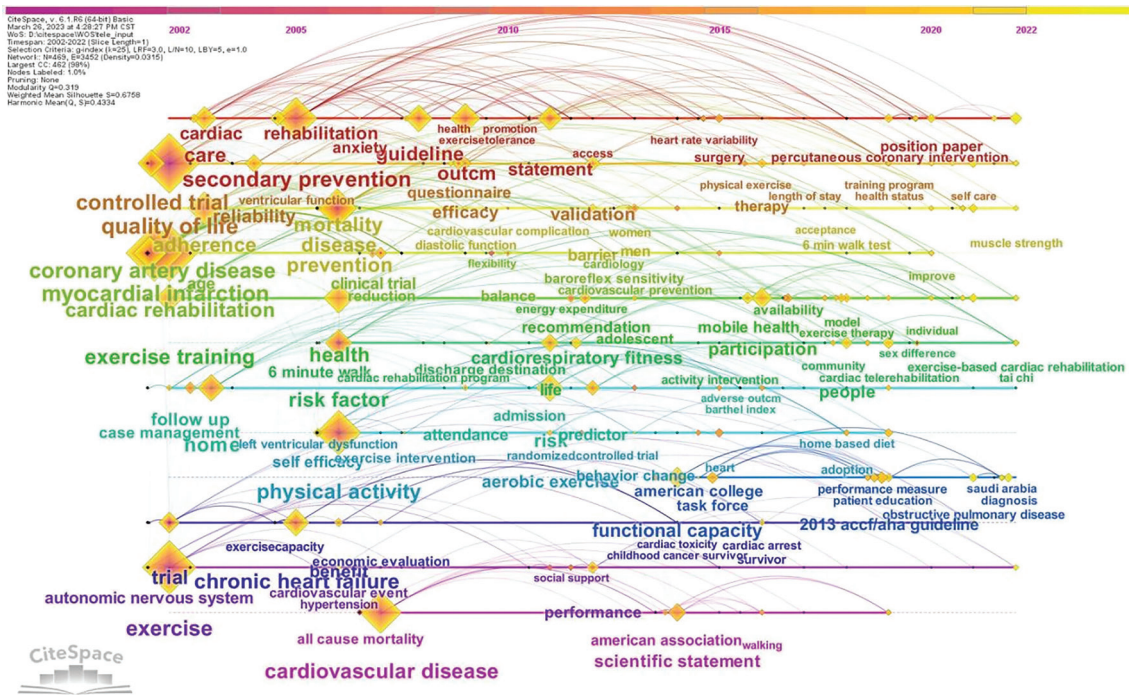 CiteSpace, v. 6.1.R6 (64-bit) Basic
March 26, 2023 at 4:28:27 PM CST
WoS: D:\citespace\WOS\tele_input
Timespan: 2002-2022 (Slice Length=1)
Selection Criteria: g-index (k=25), LRF=3.0, L/N=10, LBY=5, e=1.0
Network: N=469, E=3452 (Density=0.0315)
Largest CC: 462 (98%)
Nodes Labeled: 1.0%
Pruning: None
Modularity Q=0.319
Weighted Mean Silhouette S=0.6758
Harmonic Mean(Q, S)=0.4334
2002 2005 2010 2015 2020 2022
cardiac rehabilitation health promotion
anxiety exercisetolerance heart rate variability
care guideline access position paper
outcm statement surgery percutaneous coronary intervention
secondary prevention
questionnaire physical exercise training program
controlled trial ventricular function length of stay health status self care
reliability efficacy validation therapy
quality of life mortality
adherence disease cardiovascular complication women acceptance
diastolic function barrier men 6 min walk test muscle strength
prevention flexibility cardiology
coronary artery disease
age clinical trial baroreflex sensitivity improve
myocardial infarction reduction balance cardiovascular prevention
cardiac rehabilitation energy expenditure availability
recommendation mobile health model
adolescent exercise therapy individual
exercise training health cardiorespiratory fitness participation sex difference
6 minute walk discharge destination community exercise-based cardiac rehabilitation
cardiac rehabilitation program activity intervention cardiac telerehabilitation tai chi
risk factor life people
adverse outcm
barthel index
follow up admission
case management attendance risk predictor
home left ventricular dysfunction home based diet
self efficacy exercise intervention randomizedcontrolled trial
behavior change heart adoption
physical activity aerobic exercise american college performance measure saudi arabia
task force patient education diagnosis
obstructive pulmonary disease
functional capacity 2013 accf/aha guideline
exercisecapacity cardiac toxicity cardiac arrest
economic evaluation childhood cancer survivor survivor
benefit
trial chronic heart failure social support
autonomic nervous system cardiovascular event
hypertension performance
exercise
all cause mortality american association walking
cardiovascular disease scientific statement
CiteSpace